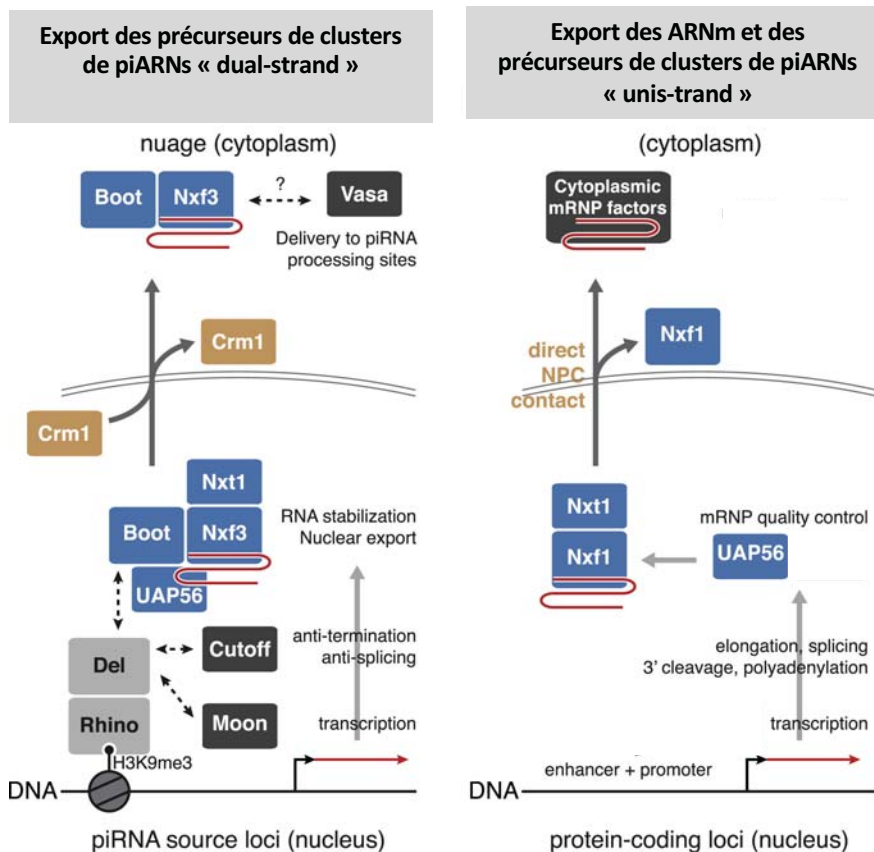 Export des précurseurs de clusters
de piARNs « dual-strand »
nuage (cytoplasm)
Boot
Nxf3
?
Vasa
Delivery to piRNA
processing sites
Crm1
Crm1
Nxt1
Boot
Nxf3
RNA stabilization
Nuclear export
UAP56
anti-termination
anti-splicing
Del
Cutoff
Rhino
Moon
transcription
H3K9me3
DNA
piRNA source loci (nucleus)
Export des ARNm et des
précurseurs de clusters de piARNs
« unis-trand »
(cytoplasm)
Cytoplasmic
mRNP factors
Nxf1
direct
NPC
contact
Nxt1
mRNP quality control
Nxf1
UAP56
elongation, splicing
3' cleavage, polyadenylation
transcription
enhancer + promoter
DNA
protein-coding loci (nucleus)